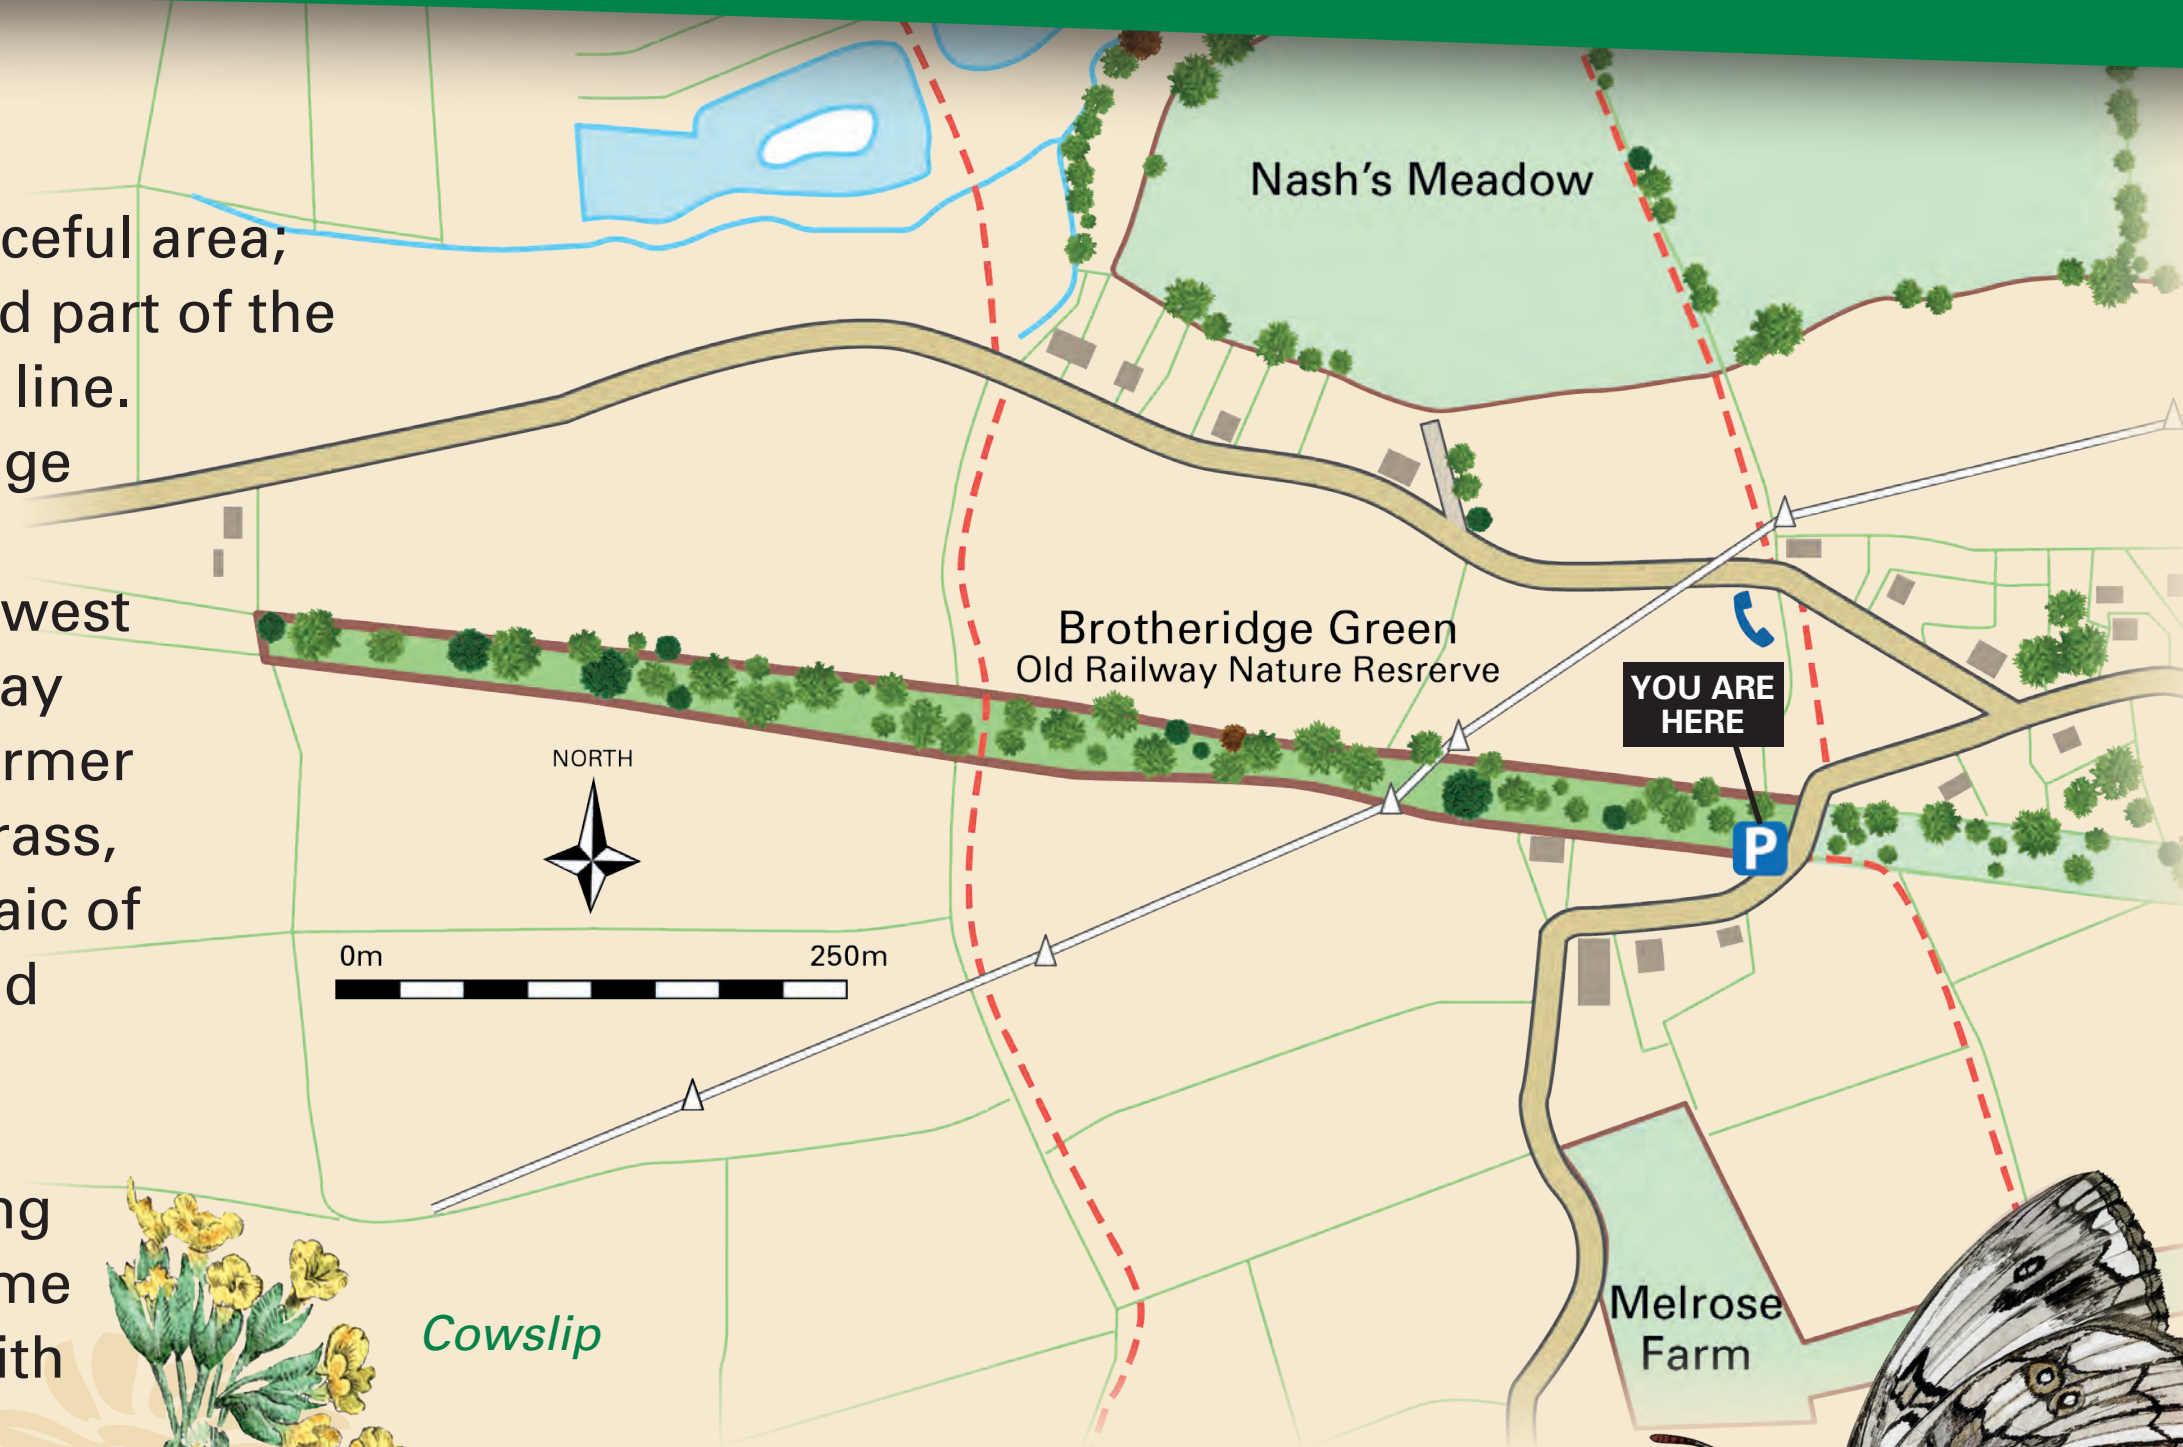 ceful area;
d part of the
line.
ge
west
ay
rmer
rass,
aic of
d
ng
me
ith
Nash's Meadow
Brotheridge Green
Old Railway Nature Resrerve
YOU ARE
HERE
P
NORTH
0m 250m
Cowslip
Melrose
Farm